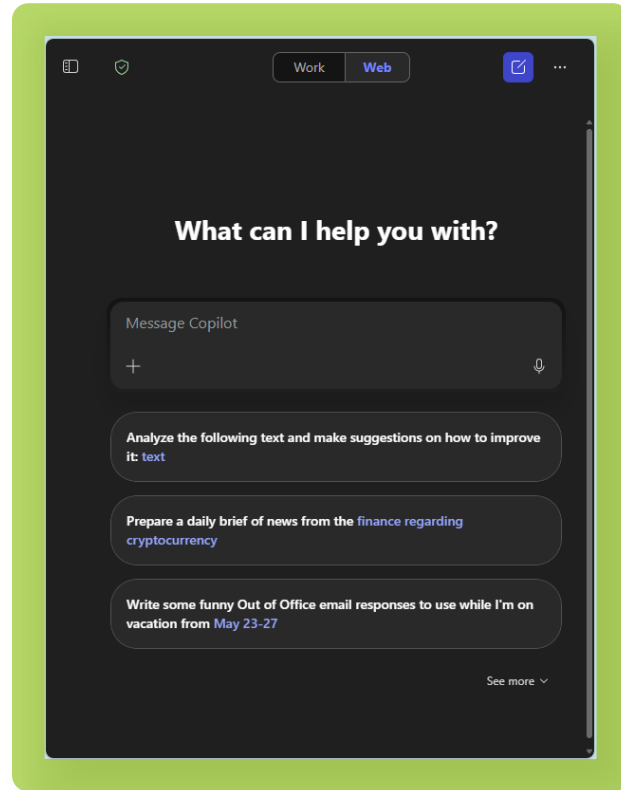 Work Web
What can I help you with?
Message Copilot
Analyze the following text and make suggestions on how to improve
it: text
Prepare a daily brief of news from the finance regarding
cryptocurrency
Write some funny Out of Office email responses to use while I'm on
vacation from May 23-27
See more